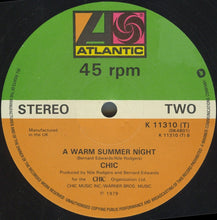 ATLANTIC
45 rpm
STEREO
TWO
K 11310 (T)
Manufactured
in the UK
(DK4801)
K 11310 (T) B
A WARM SUMMER NIGHT
(Bernard Edwards/Nile Rodgers)
CHIC
Produced by Nile Rodgers and Bernard Edwards
for the CHIC Organization Ltd.
CHIC MUSIC INC/WARNER BROS. MUSIC
℗ 1979